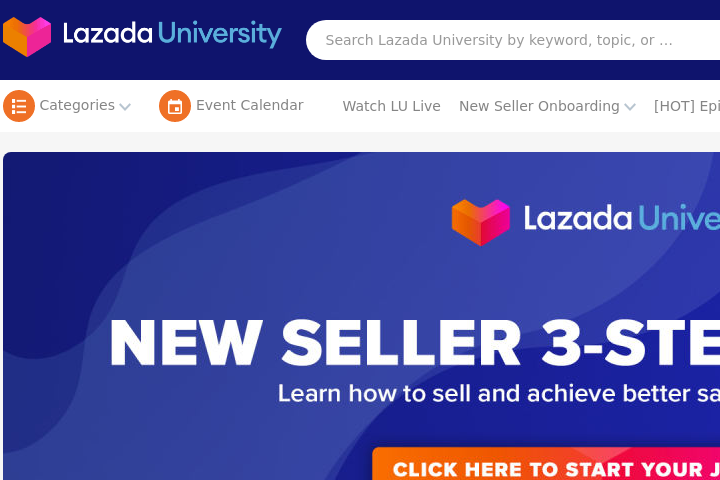 Lazada University
Search Lazada University by keyword, topic, or ...
Categories
Event Calendar
Watch LU Live
New Seller Onboarding
[HOT] Epi
Lazada Unive
NEW SELLER 3-STE
Learn how to sell and achieve better sa
CLICK HERE TO START YOUR J